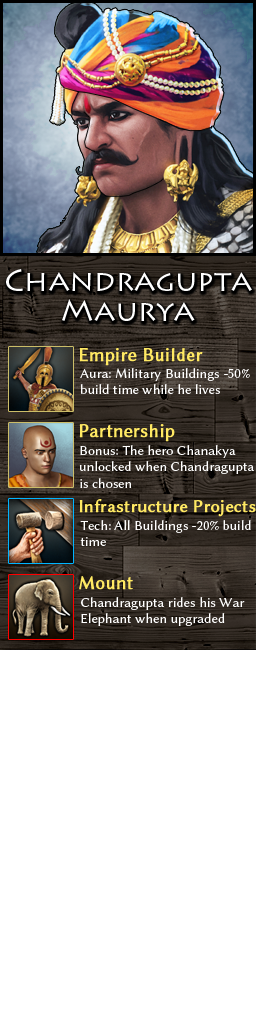 Chandragupta
Maurya
Empire Builder
Aura: Military Buildings -50%
build time while he lives
Partnership
Bonus: The hero Chanakya
unlocked when Chandragupta
is chosen
Infrastructure Projects
Tech: All Buildings -20% build
time
Mount
Chandragupta rides his War
Elephant when upgraded